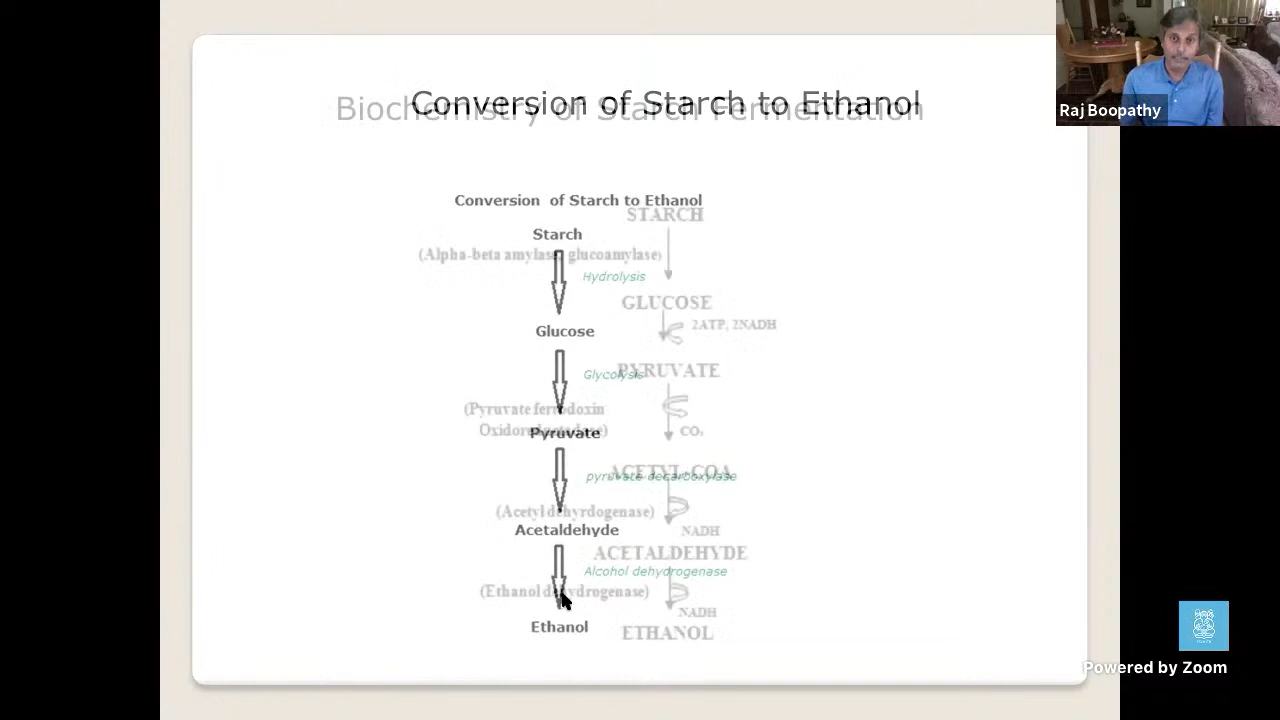 Conversion of Starch to Ethanol
Biochemistry of Starch Fermentation
Raj Boopathy
Conversion of Starch to Ethanol
STARCH
Starch
(Alpha-beta amylase, glucoamylase)
Hydrolysis
GLUCOSE
2ATP, 2NADH
Glucose
PYRUVATE
Glycolysis
(Pyruvate ferrodoxin
Oxidoreductase)
Pyruvate
CO₂
ACETYL-COA
pyruvate decarboxylase
(Acetyl dehyrdogenase)
Acetaldehyde
NADH
ACETALDEHYDE
Alcohol dehydrogenase
(Ethanol dehydrogenase)
NADH
Ethanol
ETHANOL
Powered by Zoom